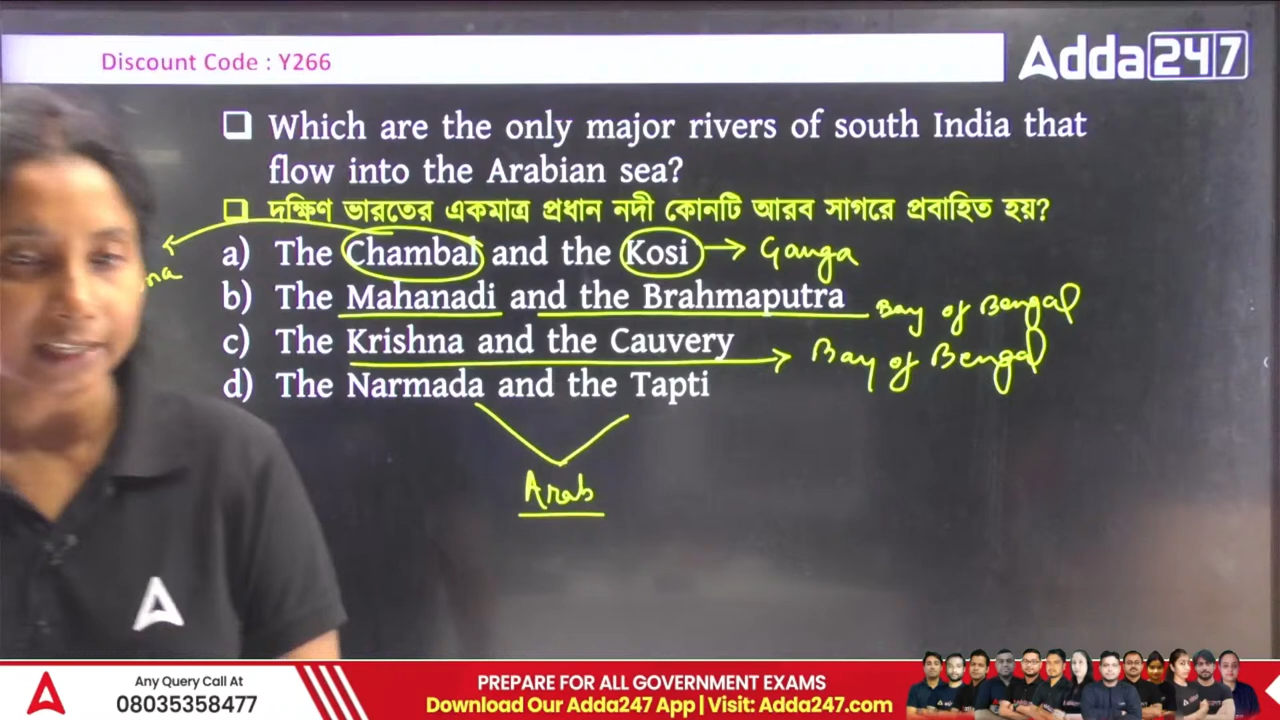 Discount Code : Y266
Adda247
Which are the only major rivers of south India that
flow into the Arabian sea?
দক্ষিণ ভারতের একমাত্র প্রধান নদী কোনটি আরব সাগরে প্রবাহিত হয়?
a) The Chambal and the Kosi → Ganga
na
b) The Mahanadi and the Brahmaputra Bay of Bengal
c) The Krishna and the Cauvery → Bay of Bengal
d) The Narmada and the Tapti
Arab
Any Query Call At
08035358477
PREPARE FOR ALL GOVERNMENT EXAMS
Download Our Adda247 App | Visit: Adda247.com